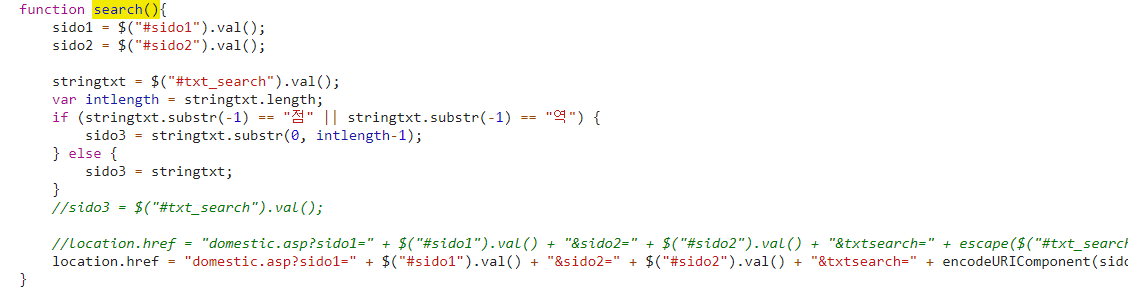 function search(){
sido1 = $("#sido1").val();
sido2 = $("#sido2").val();
stringtxt = $("#txt_search").val();
var intlength = stringtxt.length;
if (stringtxt.substr(-1) == "점" || stringtxt.substr(-1) == "역") {
sido3 = stringtxt.substr(0, intlength-1);
} else {
sido3 = stringtxt;
}
//sido3 = $("#txt_search").val();
//location.href = "domestic.asp?sido1=" + $("#sido1").val() + "&sido2=" + $("#sido2").val() + "&txtsearch=" + escape($("#txt_search
location.href = "domestic.asp?sido1=" + $("#sido1").val() + "&sido2=" + $("#sido2").val() + "&txtsearch=" + encodeURIComponent(sido
}